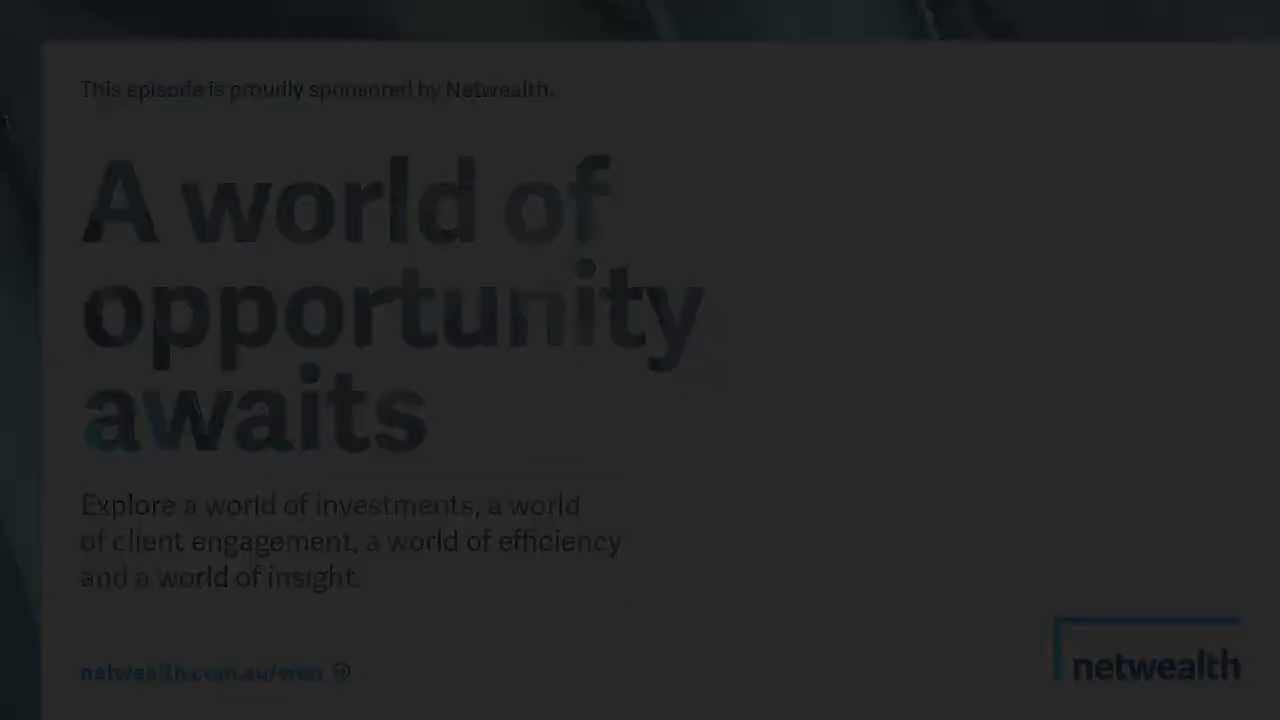 This episode is proudly sponsored by Netwealth.
A world of
opportunity
awaits
Explore a world of investments, a world
of client engagement, a world of efficiency
and a world of insight.
netwealth